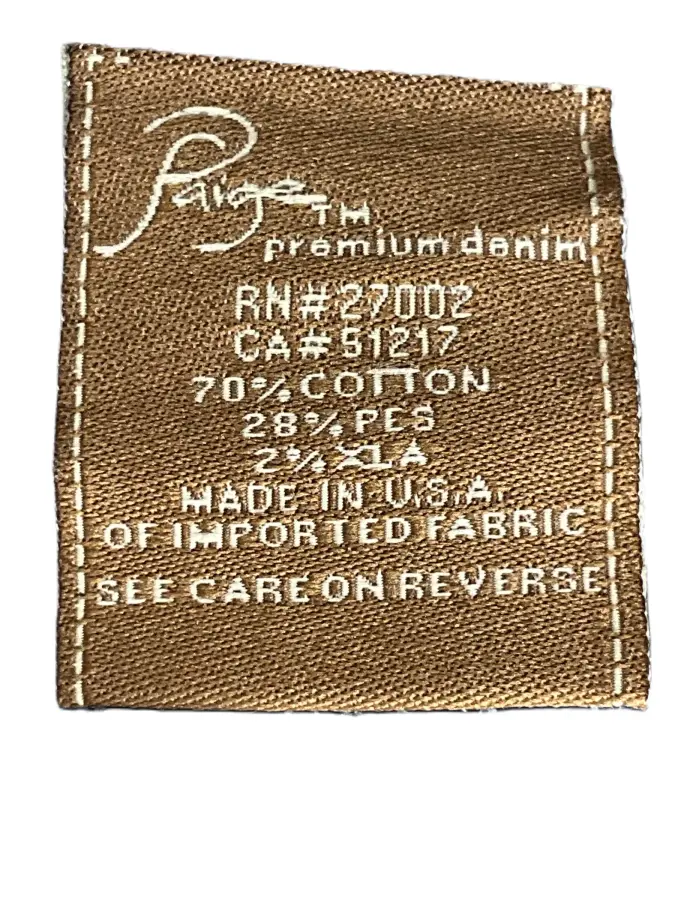 Paige TM
premium denim
RN#27002
CA#51217
70% COTTON
28% PES
2% XLA
MADE IN U.S.A.
OF IMPORTED FABRIC
SEE CARE ON REVERSE